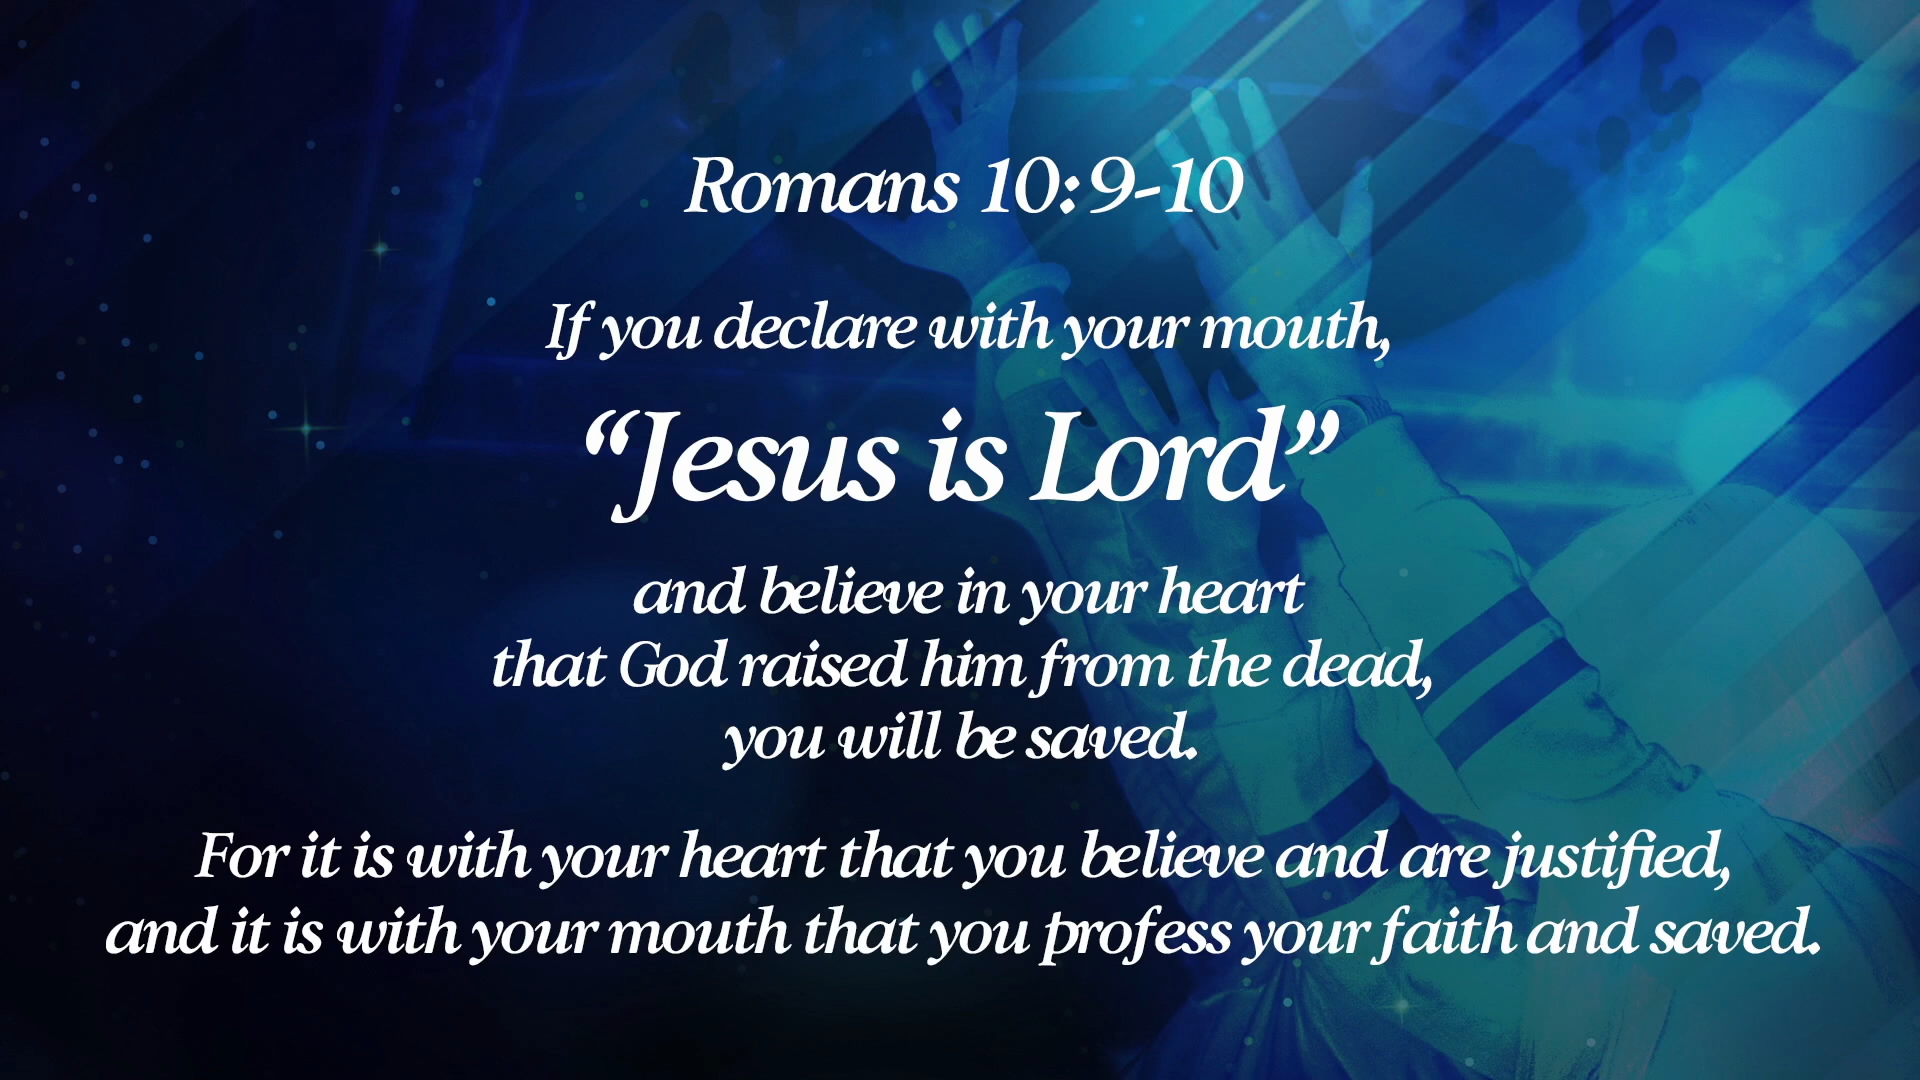 Romans 10:9-10
If you declare with your mouth,
“Jesus is Lord”
and believe in your heart
that God raised him from the dead,
you will be saved.
For it is with your heart that you believe and are justified,
and it is with your mouth that you profess your faith and saved.